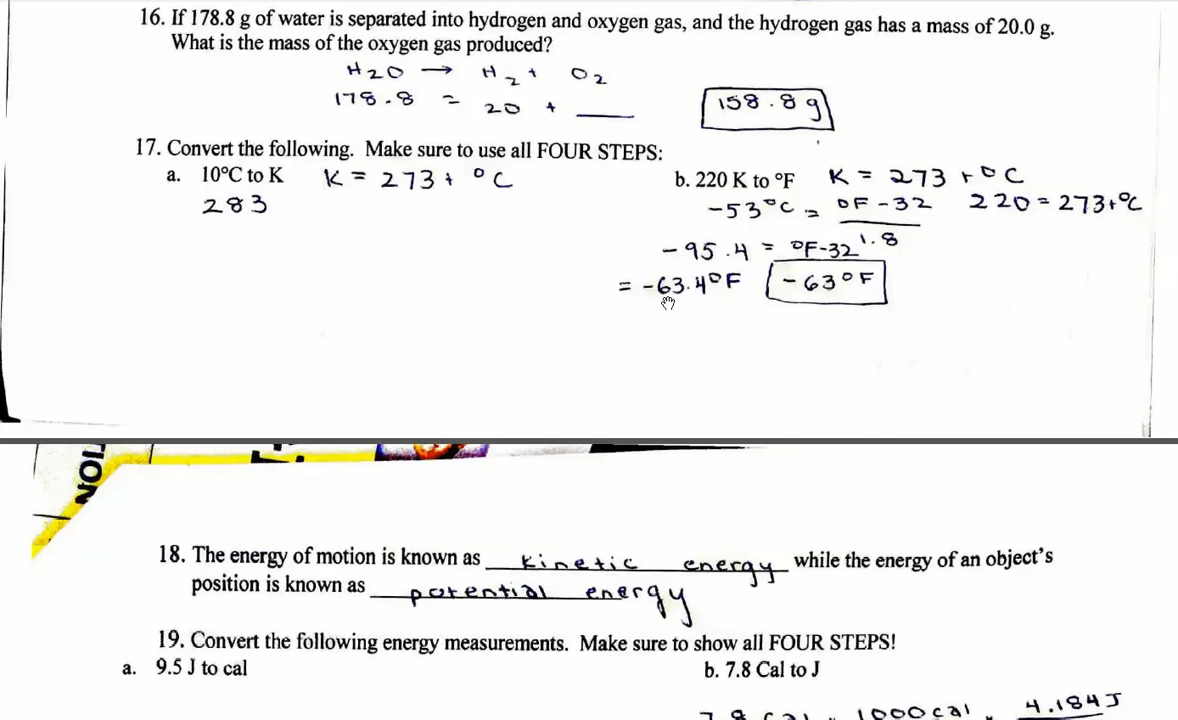 16. If 178.8 g of water is separated into hydrogen and oxygen gas, and the hydrogen gas has a mass of 20.0 g.
What is the mass of the oxygen gas produced?
H2O → H2 + O2
178.8 = 20 + ___ 158.8 g
17. Convert the following. Make sure to use all FOUR STEPS:
a. 10°C to K K = 273 + °C
283
b. 220 K to °F K = 273 + °C
-53°C = °F - 32 220 = 273+°C
1.8
-95.4 = °F-32
= -63.4°F -63°F
NOI
18. The energy of motion is known as kinetic energy while the energy of an object's
position is known as potential energy
19. Convert the following energy measurements. Make sure to show all FOUR STEPS!
a. 9.5 J to cal b. 7.8 Cal to J
7.8 Cal 1000 cal 4.184 J